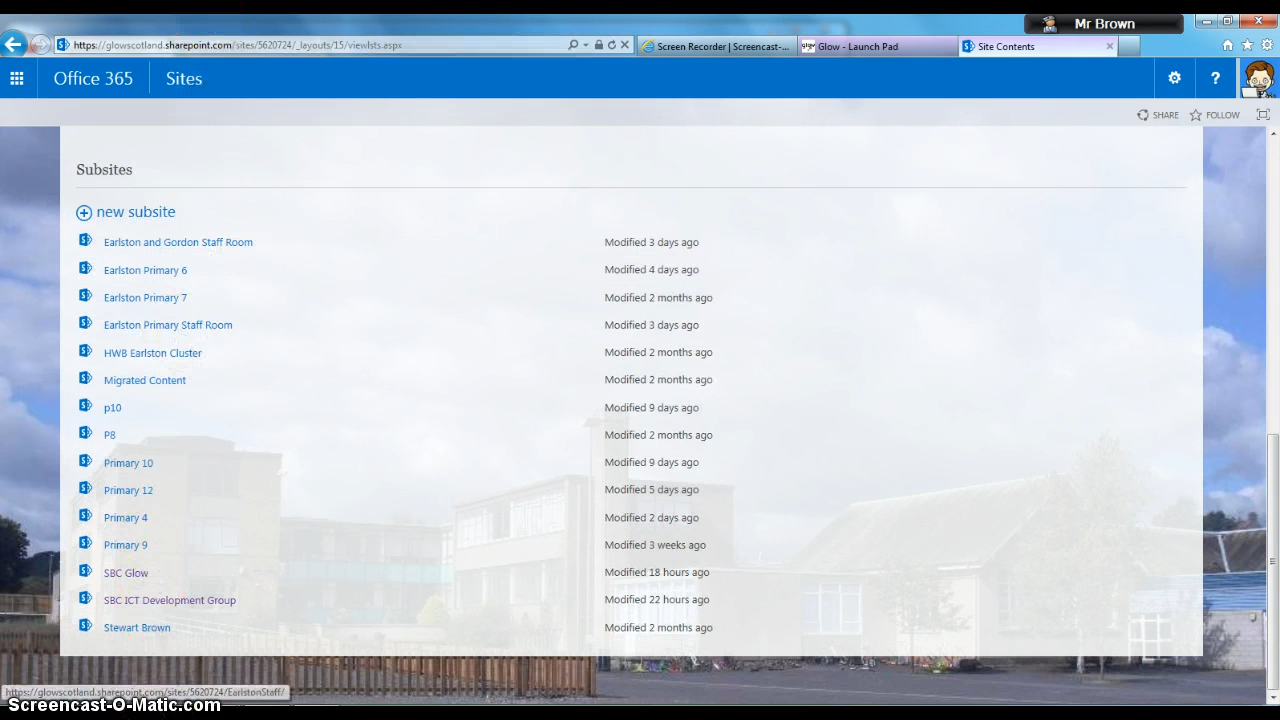 Mr Brown
https://glowscotland.sharepoint.com/sites/5620724/_layouts/15/viewlsts.aspx
Screen Recorder | Screencast-...
glow Glow - Launch Pad
Site Contents
Office 365
Sites
?
SHARE
FOLLOW
Subsites
new subsite
Earlston and Gordon Staff Room Modified 3 days ago
Earlston Primary 6 Modified 4 days ago
Earlston Primary 7 Modified 2 months ago
Earlston Primary Staff Room Modified 3 days ago
HWB Earlston Cluster Modified 2 months ago
Migrated Content Modified 2 months ago
p10 Modified 9 days ago
P8 Modified 2 months ago
Primary 10 Modified 9 days ago
Primary 12 Modified 5 days ago
Primary 4 Modified 2 days ago
Primary 9 Modified 3 weeks ago
SBC Glow Modified 18 hours ago
SBC ICT Development Group Modified 22 hours ago
Stewart Brown Modified 2 months ago
https://glowscotland.sharepoint.com/sites/5620724/EarlstonStaff/
Screencast-O-Matic.com